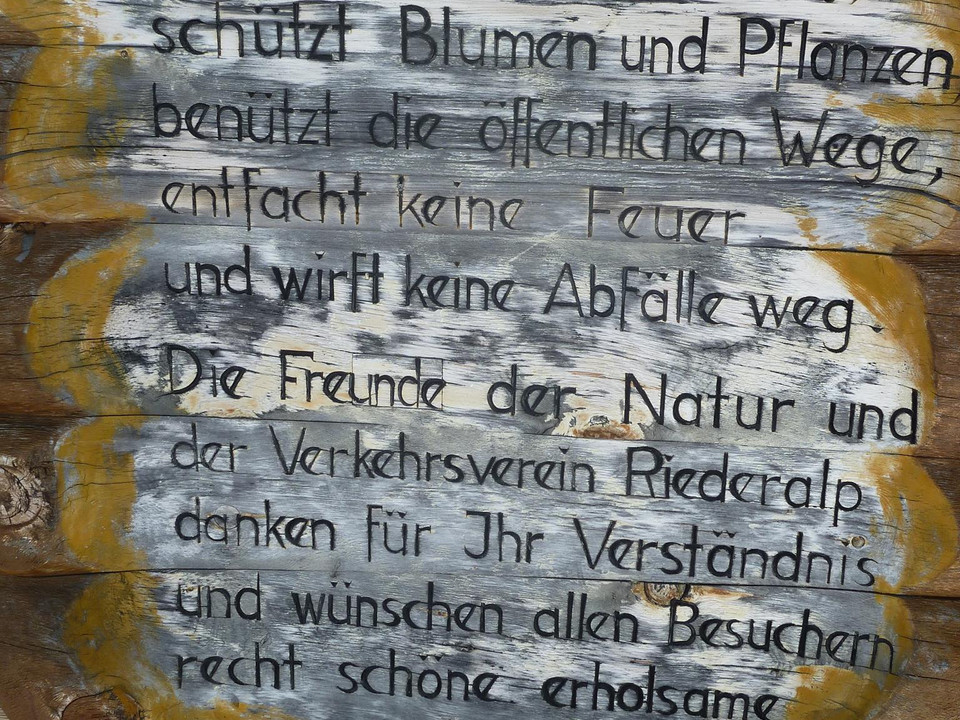 schützt Blumen und Pflanzen
benützt die öffentlichen Wege,
entfacht keine Feuer
und wirft keine Abfälle weg.
Die Freunde der Natur und
der Verkehrsverein Riederalp
danken für Ihr Verständnis
und wünschen allen Besuchern
recht schöne erholsame